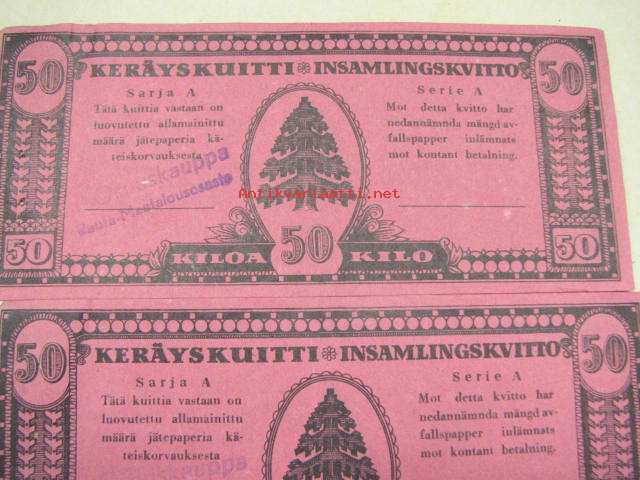 50 50
KERÄYSKUITTI ❋ INSAMLINGSKVITTO
Sarja A
Tätä kuittia vastaan on
luovutettu allamainittu
määrä jätepaperia kä-
teiskorvauksesta
Serie A
Mot detta kvitto har
nedannämnda mängd av-
fallspapper inlämnats
mot kontant betalning.
Antikvariaatti.net
50 50 50
KILOA KILO
50 50
KERÄYSKUITTI ❋ INSAMLINGSKVITTO
Sarja A
Tätä kuittia vastaan on
luovutettu allamainittu
määrä jätepaperia kä-
teiskorvauksesta
Serie A
Mot detta kvitto har
nedannämnda mängd av-
fallspapper inlämnats
mot kontant betalning.